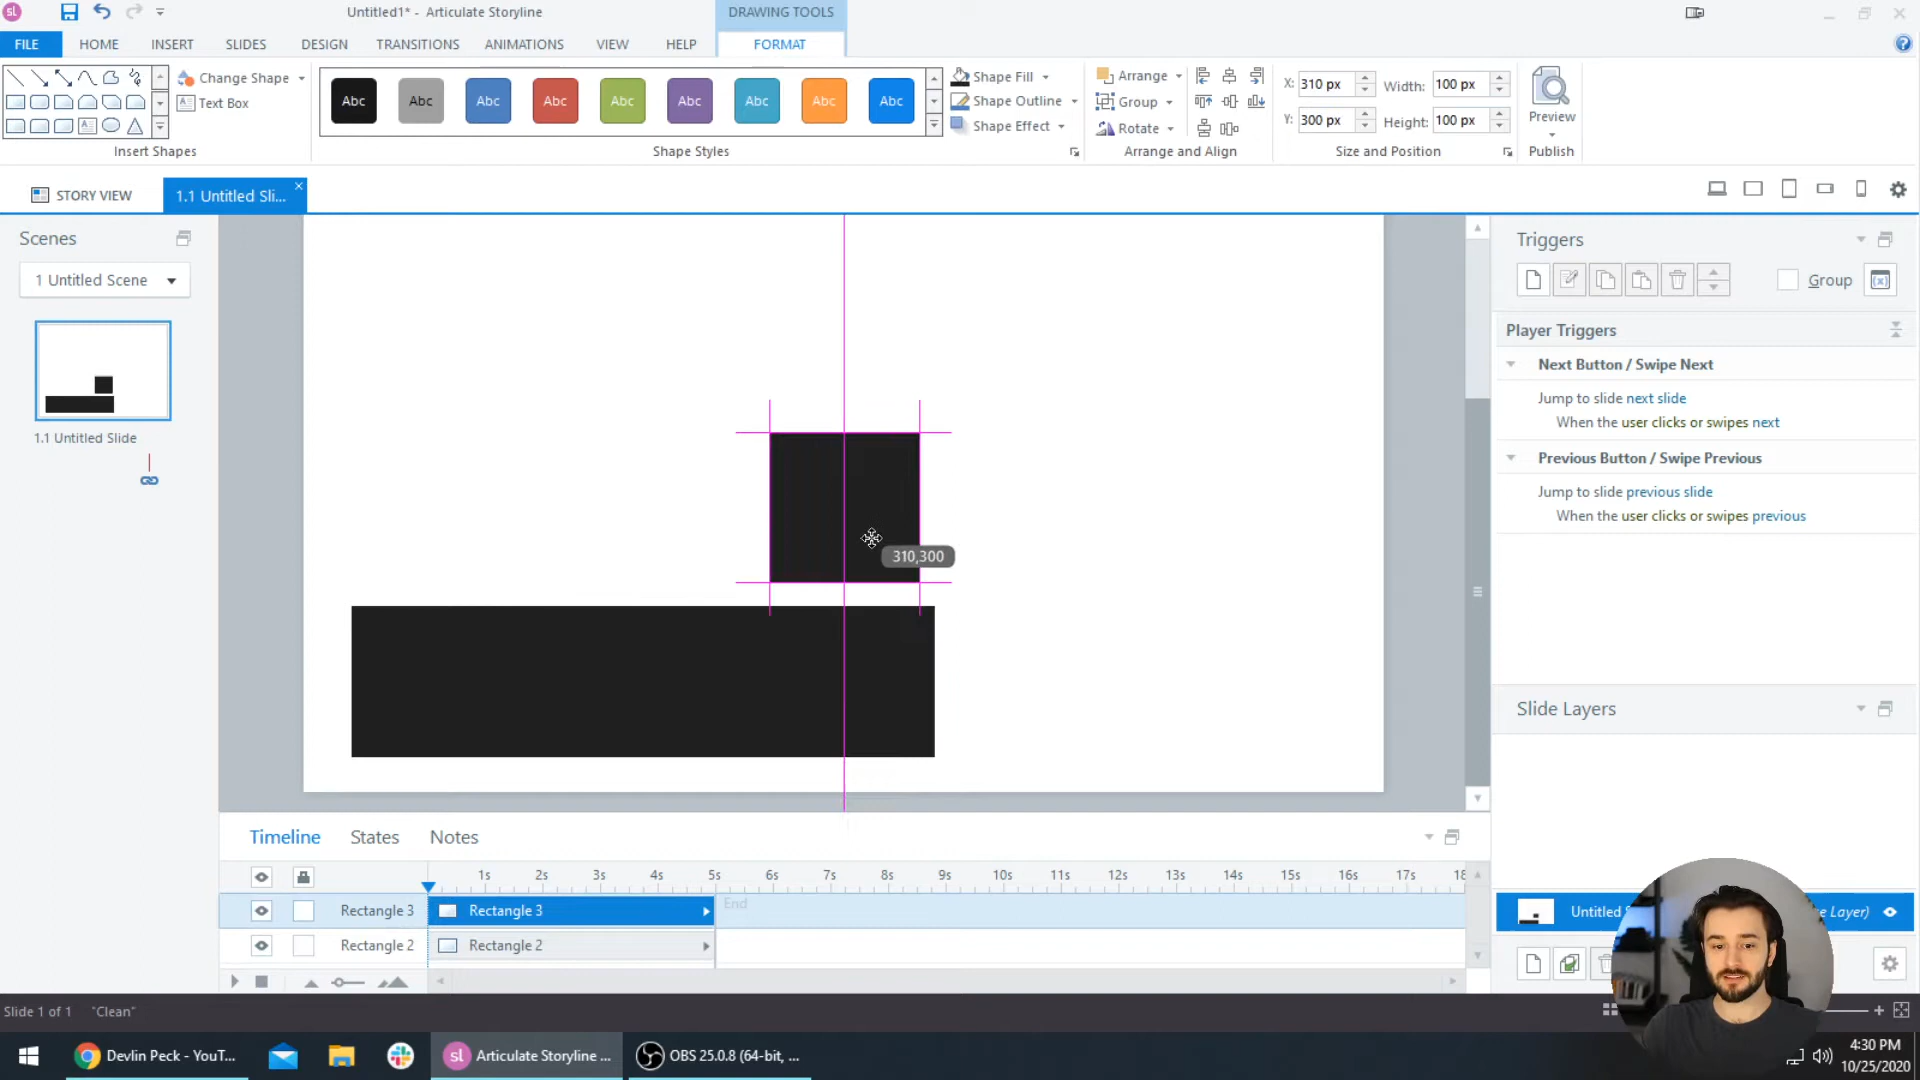 sl
Untitled1* - Articulate Storyline
DRAWING TOOLS
FILE HOME INSERT SLIDES DESIGN TRANSITIONS ANIMATIONS VIEW HELP FORMAT
Change Shape
Text Box
Insert Shapes
Abc Abc Abc Abc Abc Abc Abc Abc Abc
Shape Styles
Shape Fill
Shape Outline
Shape Effect
Arrange
Group
Rotate
Arrange and Align
X: 310 px Width: 100 px
Y: 300 px Height: 100 px
Size and Position
Preview
Publish
STORY VIEW
1.1 Untitled Sli...
Scenes
1 Untitled Scene
1.1 Untitled Slide
310,300
Triggers
Group
Player Triggers
Next Button / Swipe Next
Jump to slide next slide
When the user clicks or swipes next
Previous Button / Swipe Previous
Jump to slide previous slide
When the user clicks or swipes previous
Slide Layers
Untitled
e Layer)
Timeline States Notes
1s 2s 3s 4s 5s 6s 7s 8s 9s 10s 11s 12s 13s 14s 15s 16s 17s 18
Rectangle 3 Rectangle 3 End
Rectangle 2 Rectangle 2
Slide 1 of 1 "Clean"
Devlin Peck - YouT...
sl Articulate Storyline ...
OBS 25.0.8 (64-bit, ...
4:30 PM
10/25/2020